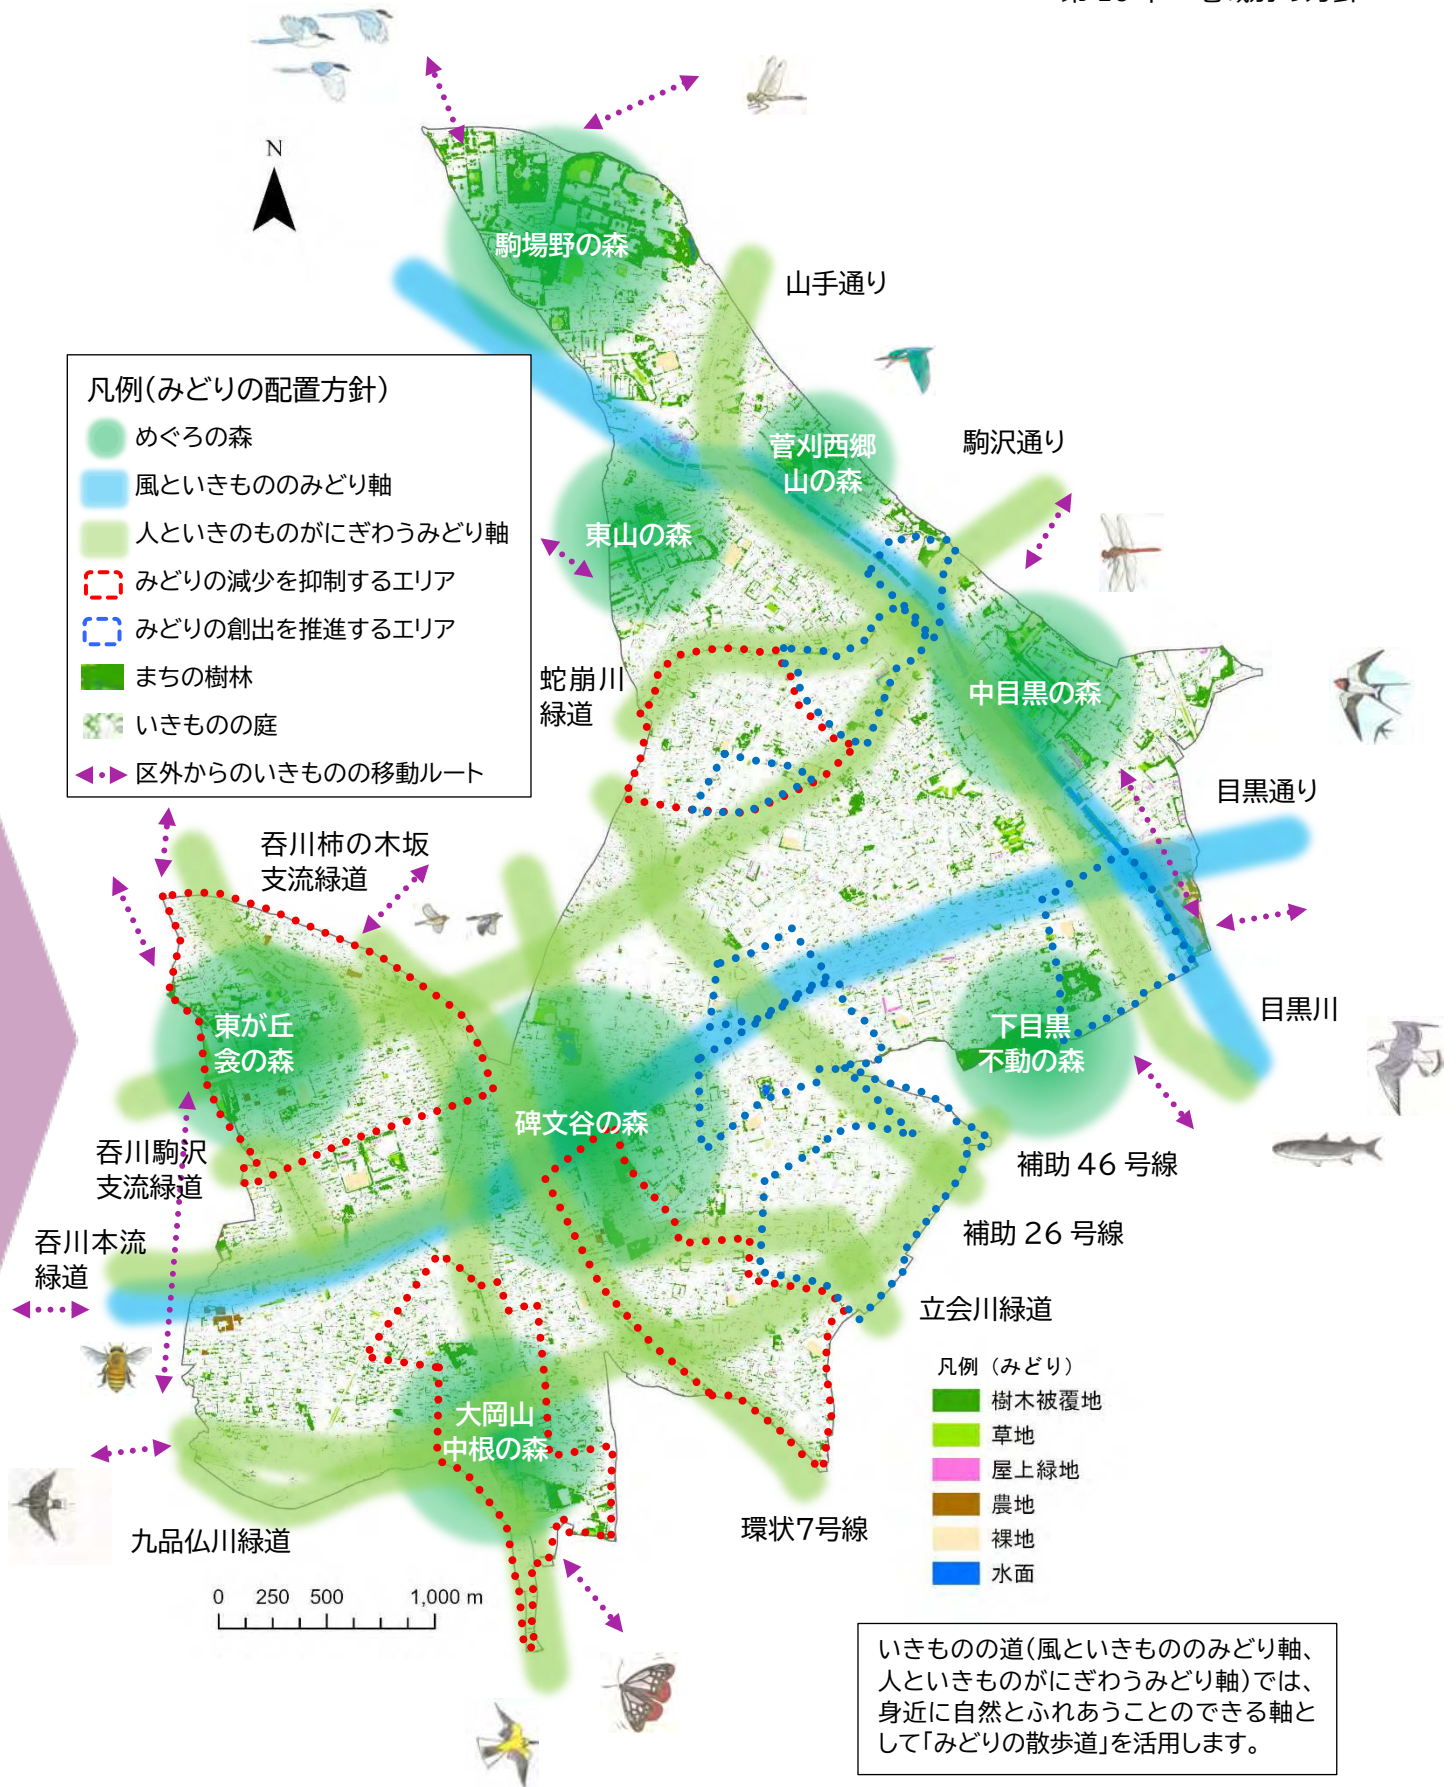 N
駒場野の森
山手通り
凡例(みどりの配置方針)
めぐろの森
風といきもののみどり軸
人といきのものがにぎわうみどり軸
みどりの減少を抑制するエリア
みどりの創出を推進するエリア
まちの樹林
いきものの庭
区外からのいきものの移動ルート
菅刈西郷
山の森
駒沢通り
東山の森
蛇崩川
緑道
中目黒の森
目黒通り
呑川柿の木坂
支流緑道
目黒川
東が丘
衾の森
下目黒
不動の森
碑文谷の森
呑川駒沢
支流緑道
補助 46 号線
呑川本流
緑道
補助 26 号線
立会川緑道
大岡山
中根の森
凡例（みどり）
樹木被覆地
草地
屋上緑地
農地
裸地
水面
環状7号線
九品仏川緑道
0 250 500 1,000 m
いきものの道(風といきもののみどり軸、
人といきものがにぎわうみどり軸)では、
身近に自然とふれあうことのできる軸と
して「みどりの散歩道」を活用します。